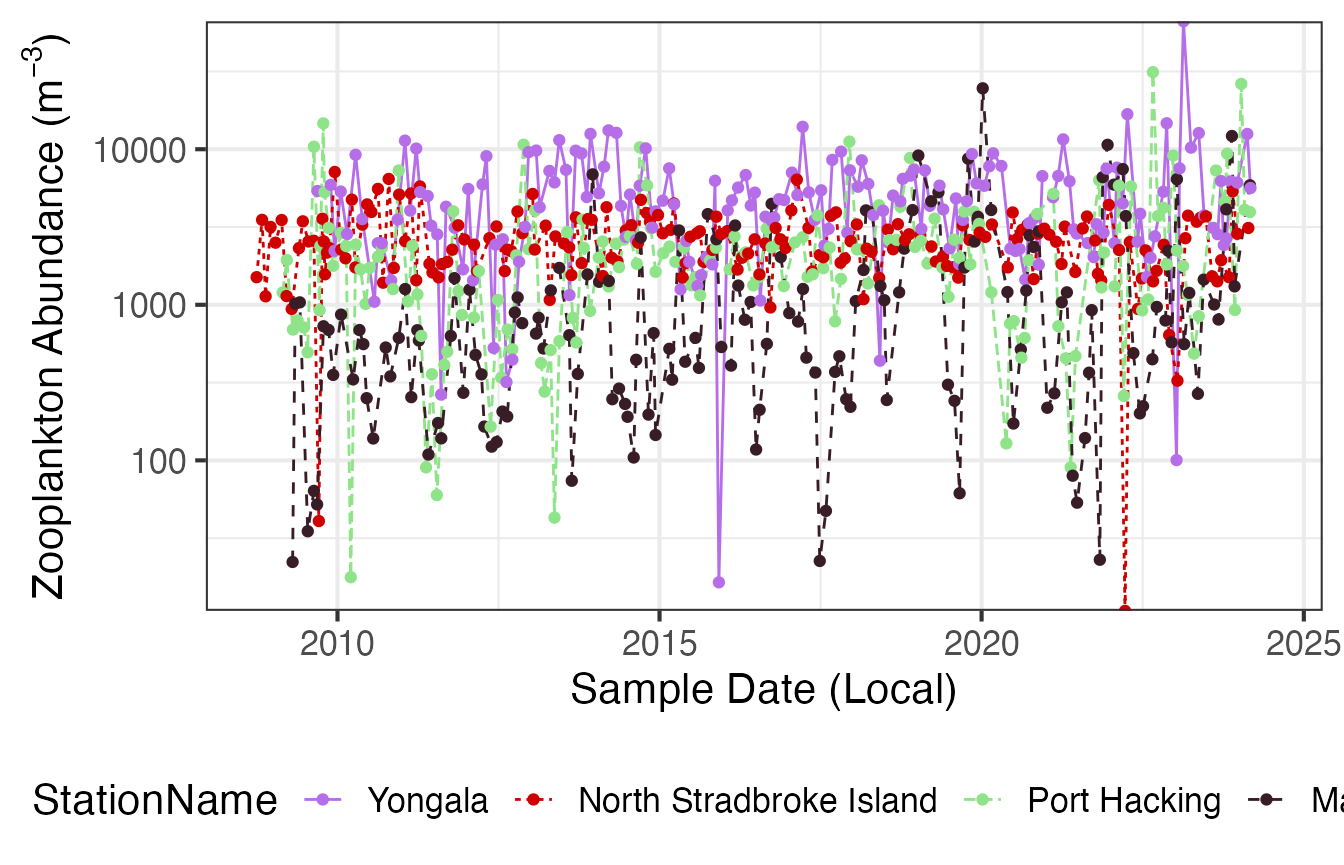 Zooplankton Abundance (m⁻³)
10000
1000
100
2010 2015 2020 2025
Sample Date (Local)
StationName Yongala North Stradbroke Island Port Hacking